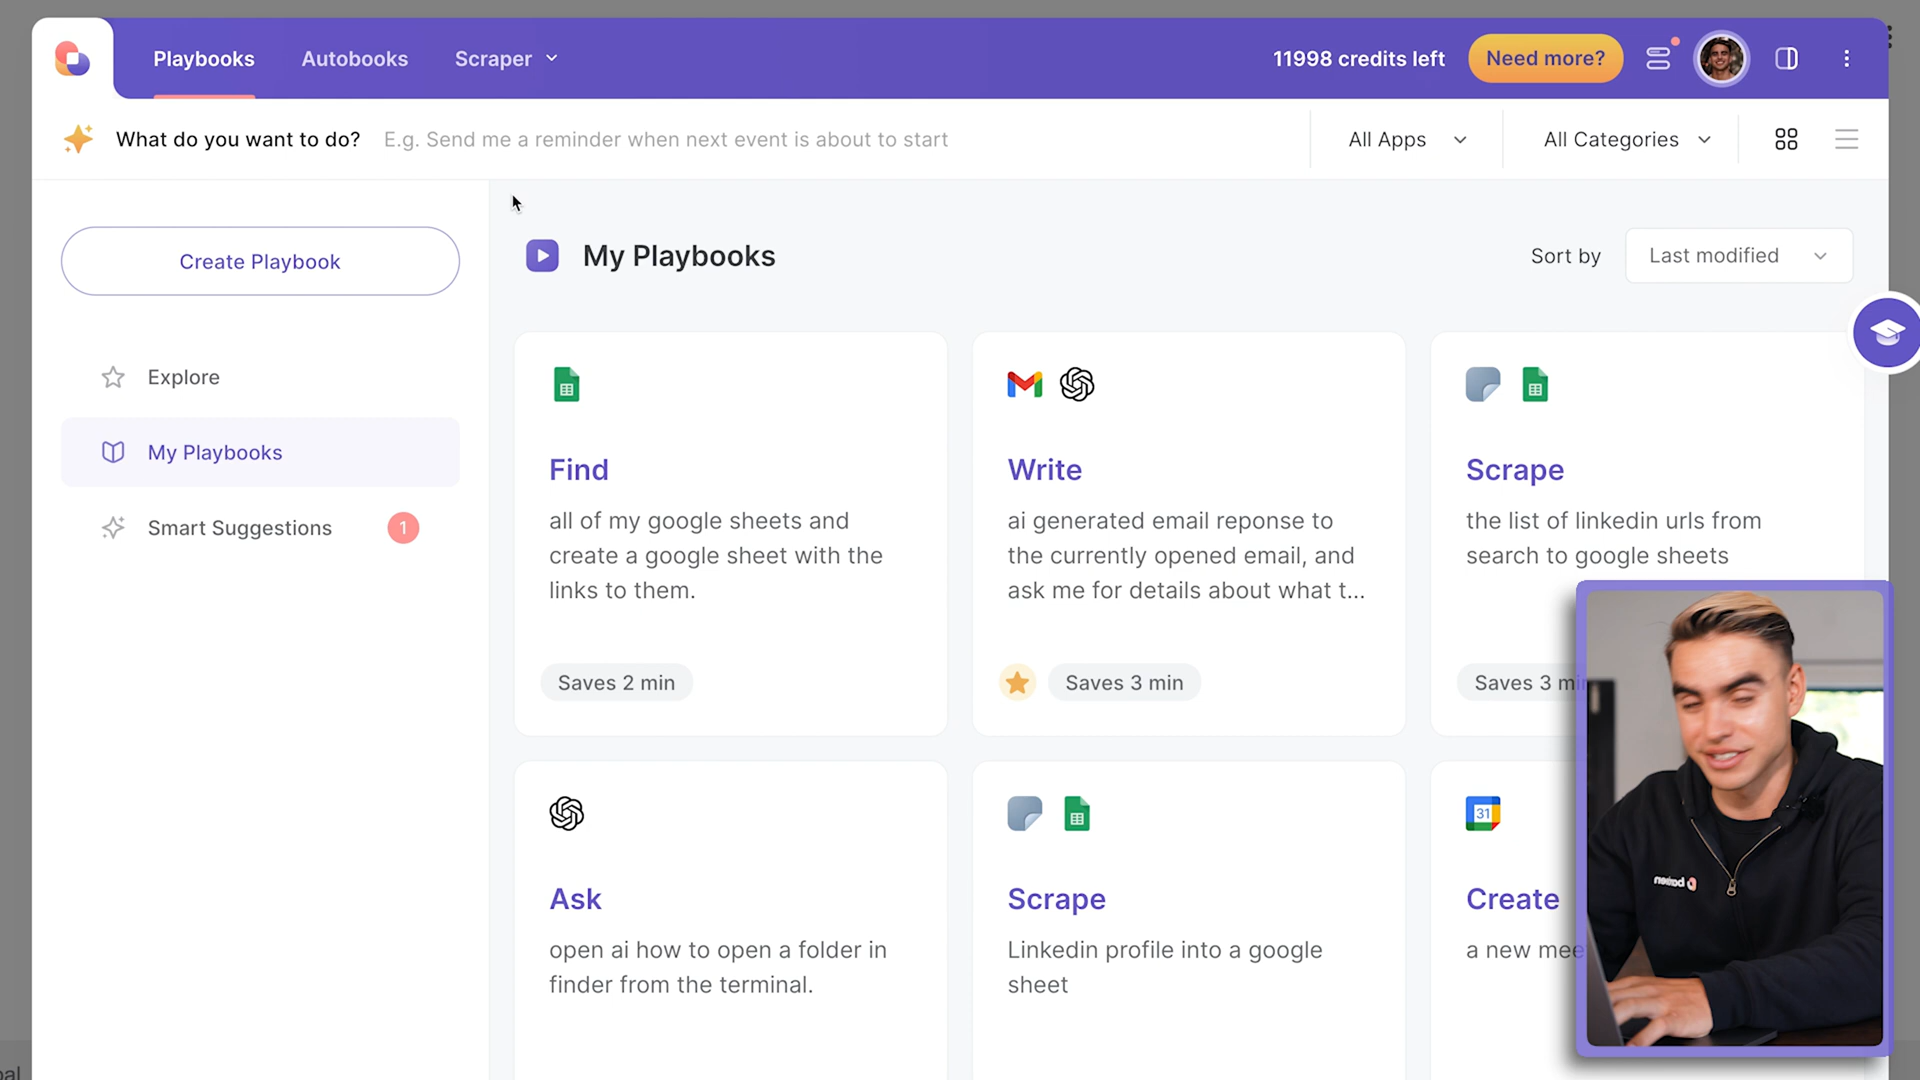 Playbooks
Autobooks
Scraper
11998 credits left
Need more?
What do you want to do?
E.g. Send me a reminder when next event is about to start
All Apps
All Categories
Create Playbook
Explore
My Playbooks
Smart Suggestions
1
My Playbooks
Sort by
Last modified
Find
all of my google sheets and
create a google sheet with the
links to them.
Saves 2 min
Write
ai generated email reponse to
the currently opened email, and
ask me for details about what t...
Saves 3 min
Scrape
the list of linkedin urls from
search to google sheets
Saves 3 min
Ask
open ai how to open a folder in
finder from the terminal.
Scrape
Linkedin profile into a google
sheet
31
Create
a new mee